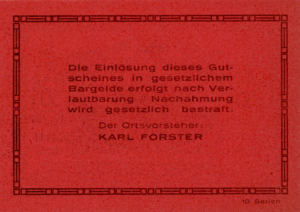 Die Einlösung dieses Gut-
scheines in gesetzlichem
Bargelde erfolgt nach Ver-
lautbarung / Nachahmung
wird gesetzlich bestraft.
Der Ortsvorsteher:
KARL FÖRSTER
10 Serien